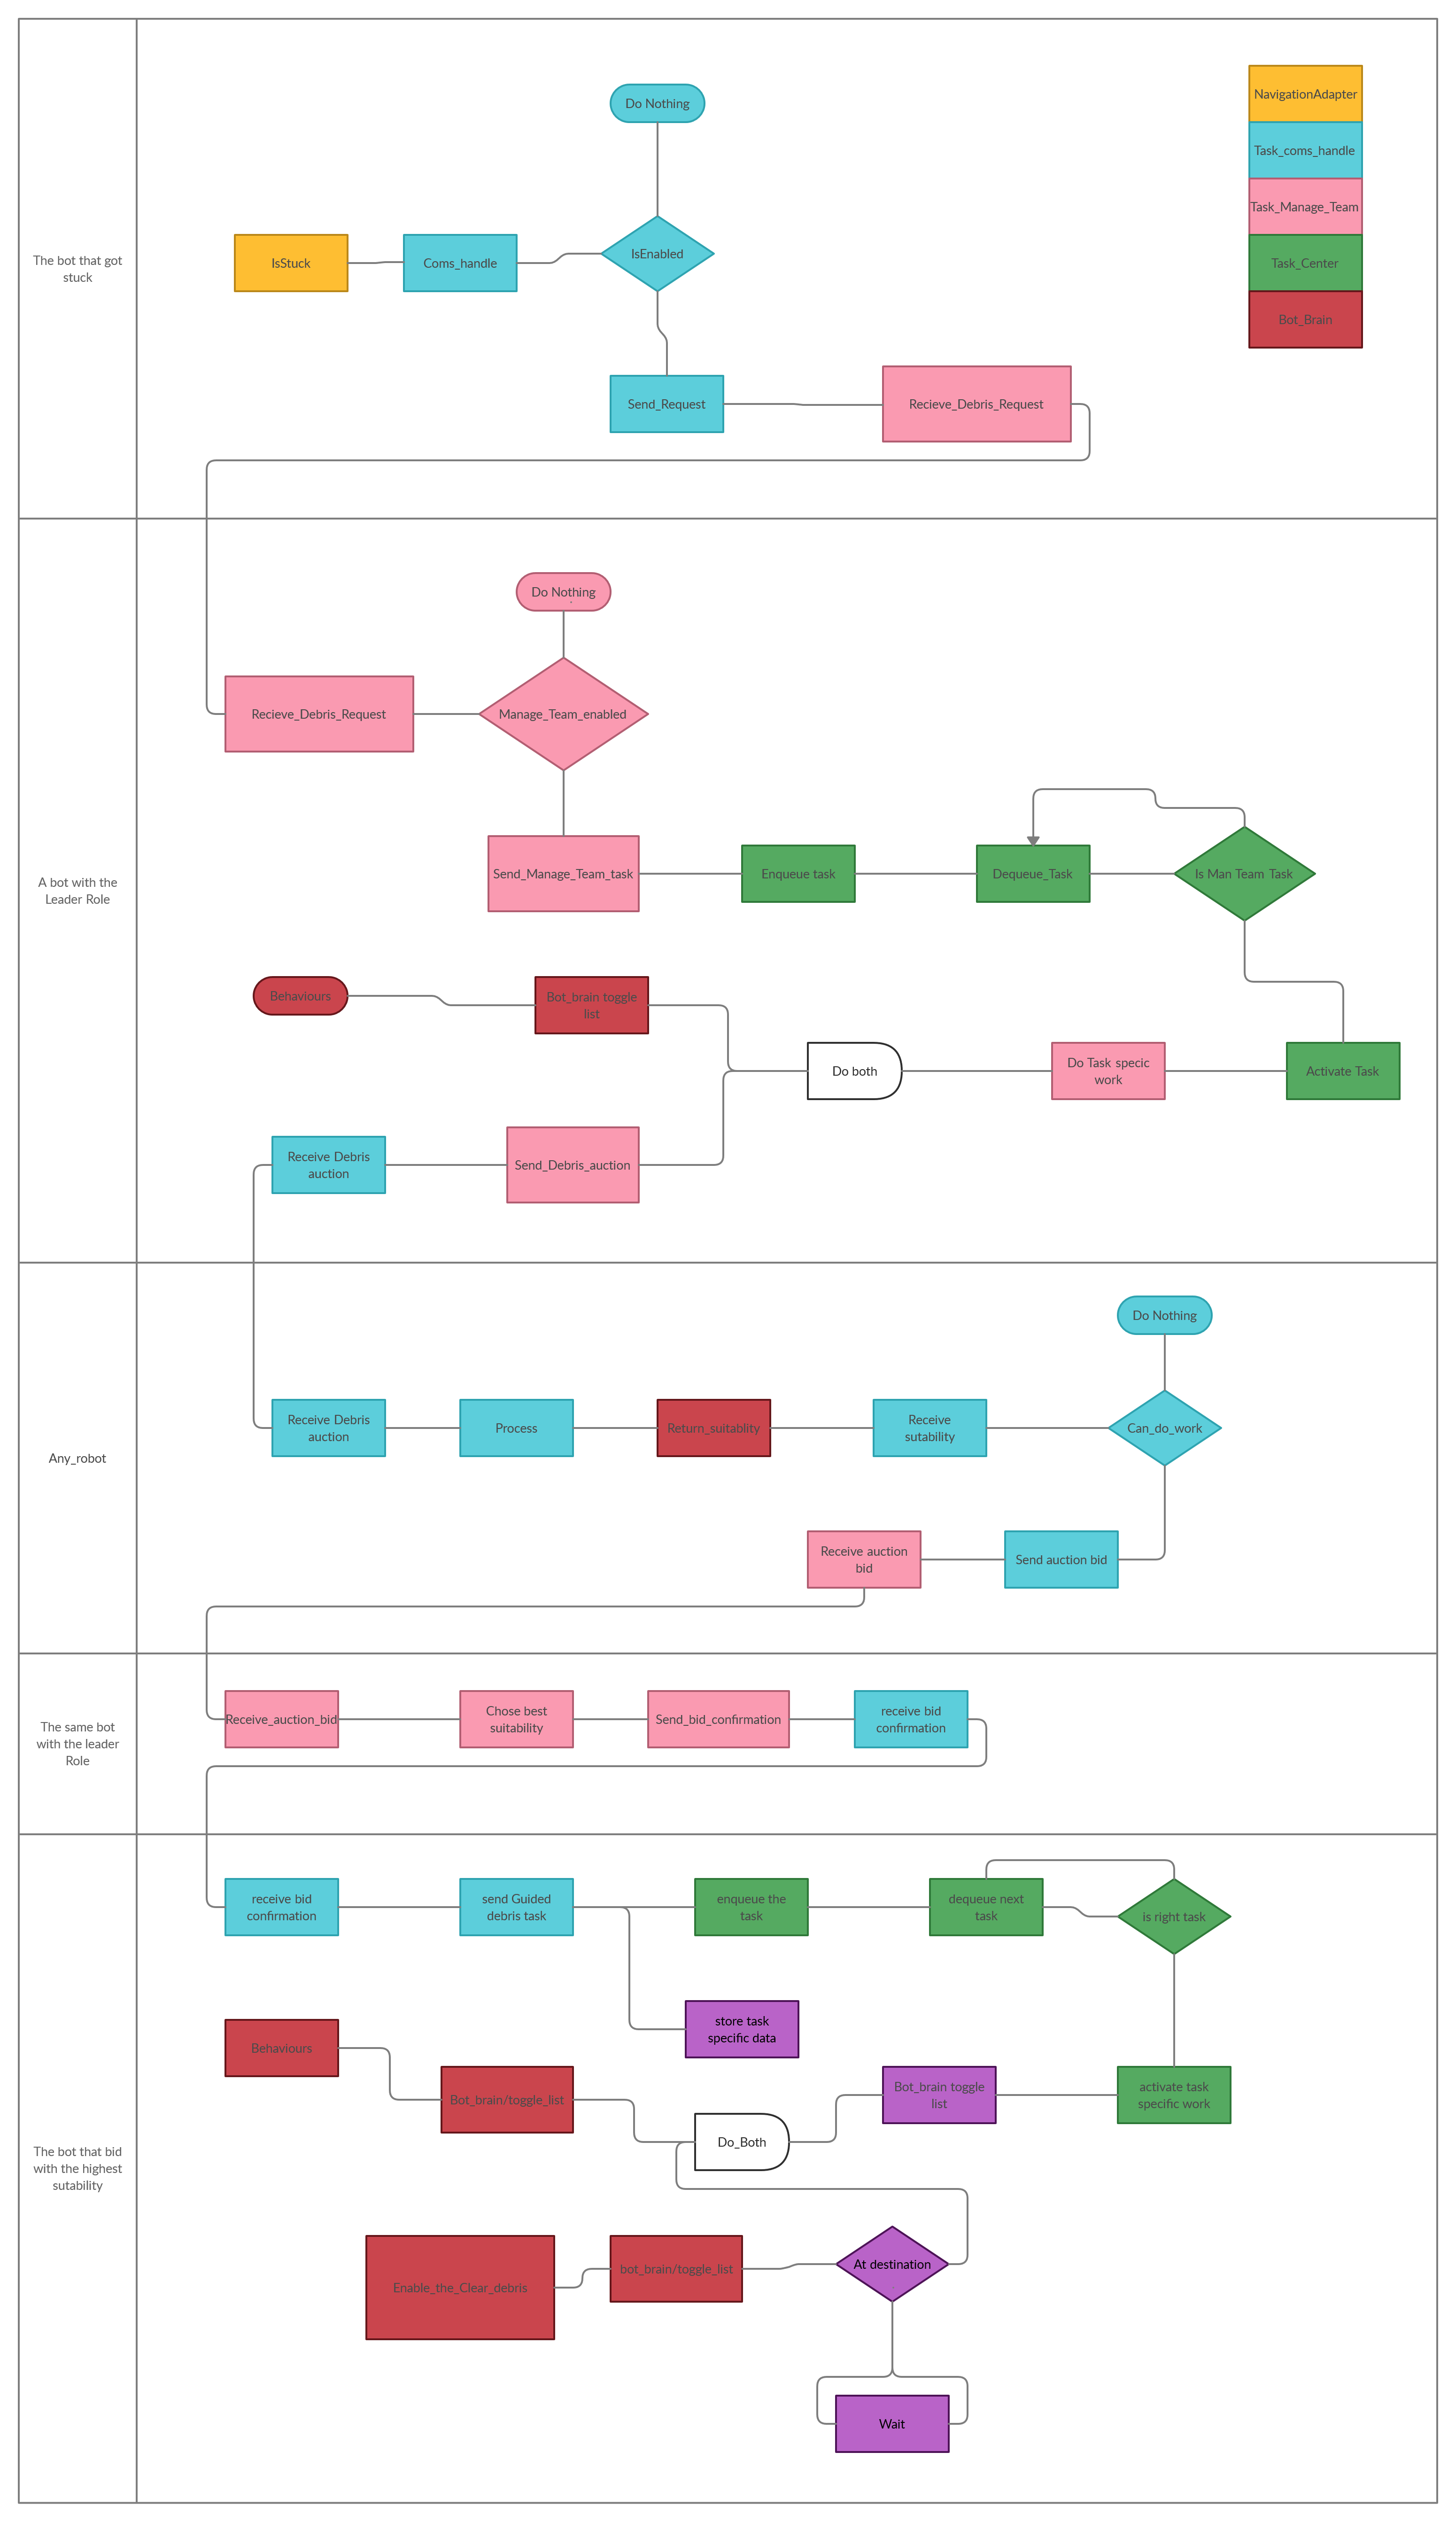 Do Nothing
NavigationAdapter
Task_coms_handle
Task_Manage_Team
Task_Center
Bot_Brain
The bot that got
stuck
IsStuck
Coms_handle
IsEnabled
Send_Request
Recieve_Debris_Request
A bot with the
Leader Role
Do Nothing
Recieve_Debris_Request
Manage_Team_enabled
Send_Manage_Team_task
Enqueue task
Dequeue_Task
Is Man Team Task
Behaviours
Bot_brain toggle
list
Do both
Do Task specic
work
Activate Task
Receive Debris
auction
Send_Debris_auction
Any_robot
Do Nothing
Receive Debris
auction
Process
Return_suitablity
Receive
sutability
Can_do_work
Receive auction
bid
Send auction bid
The same bot
with the leader
Role
Receive_auction_bid
Chose best
suitability
Send_bid_confirmation
receive bid
confirmation
The bot that bid
with the highest
sutability
receive bid
confirmation
send Guided
debris task
enqueue the
task
dequeue next
task
is right task
store task
specific data
Behaviours
Bot_brain/toggle_list
Do_Both
Bot_brain toggle
list
activate task
specific work
Enable_the_Clear_debris
bot_brain/toggle_list
At destination
Wait